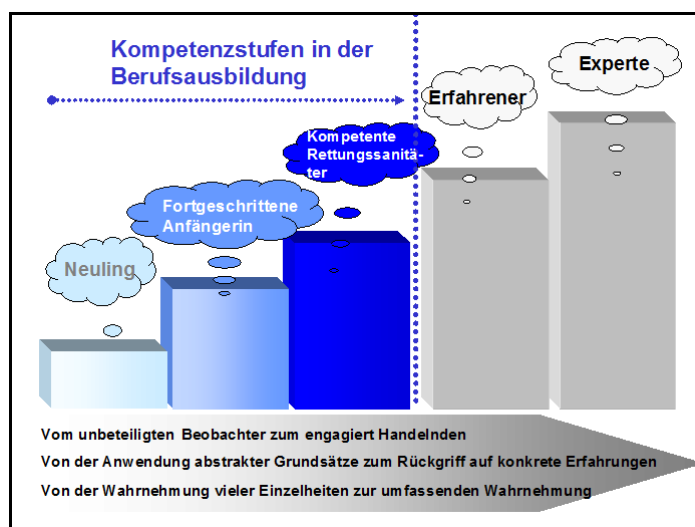 Kompetenzstufen in der
Berufsausbildung
Experte
Erfahrener
Kompetente
Rettungssanitä-
ter
Fortgeschrittene
Anfängerin
Neuling
Vom unbeteiligten Beobachter zum engagiert Handelnden
Von der Anwendung abstrakter Grundsätze zum Rückgriff auf konkrete Erfahrungen
Von der Wahrnehmung vieler Einzelheiten zur umfassenden Wahrnehmung